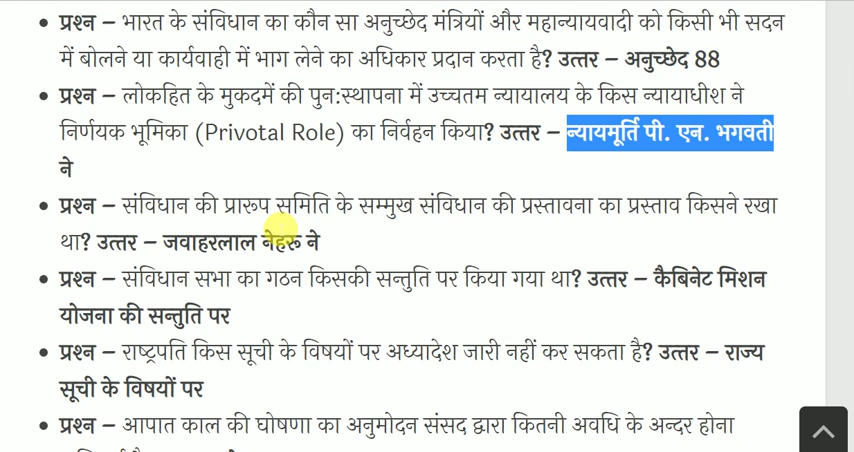 प्रश्न – भारत के संविधान का कौन सा अनुच्छेद मंत्रियों और महान्यायवादी को किसी भी सदन
में बोलने या कार्यवाही में भाग लेने का अधिकार प्रदान करता है? उत्तर – अनुच्छेद 88
प्रश्न – लोकहित के मुकदमें की पुन:स्थापना में उच्चतम न्यायालय के किस न्यायाधीश ने
निर्णयक भूमिका (Privotal Role) का निर्वहन किया? उत्तर – न्यायमूर्ति पी. एन. भगवती
ने
प्रश्न – संविधान की प्रारूप समिति के सम्मुख संविधान की प्रस्तावना का प्रस्ताव किसने रखा
था? उत्तर – जवाहरलाल नेहरू ने
प्रश्न – संविधान सभा का गठन किसकी सन्तुति पर किया गया था? उत्तर – कैबिनेट मिशन
योजना की सन्तुति पर
प्रश्न – राष्ट्रपति किस सूची के विषयों पर अध्यादेश जारी नहीं कर सकता है? उत्तर – राज्य
सूची के विषयों पर
प्रश्न – आपात काल की घोषणा का अनुमोदन संसद द्वारा कितनी अवधि के अन्दर होना